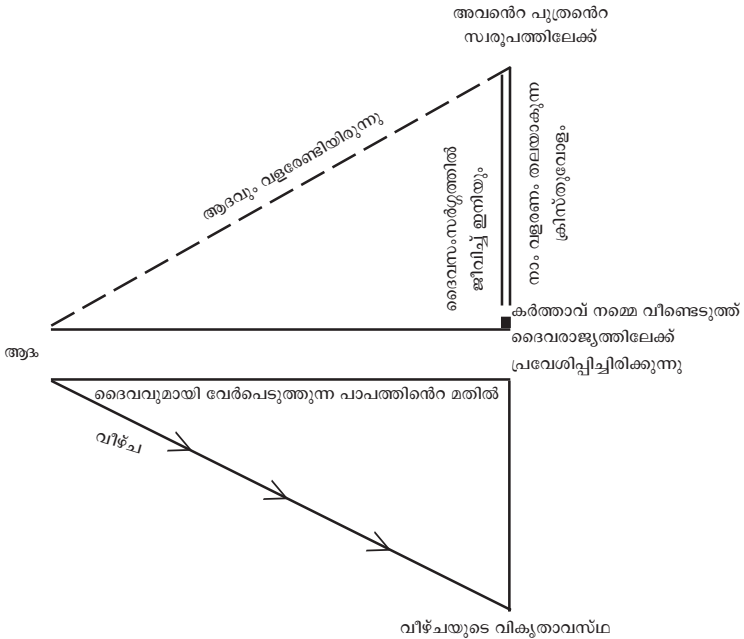 അവൻെറ പുത്രൻെറ
സ്വരൂപത്തിലേക്ക്
ആദവും വളരേണ്ടിയിരുന്നു
ദൈവസംസർഗ്ഗത്തിൽ
ജീവിച്ച് ഇനിയും
നാം വളരണം തലയാകുന്ന
ക്രിസ്തുവോളം
കർത്താവ് നമ്മെ വീണ്ടെടുത്ത്
ദൈവരാജ്യത്തിലേക്ക്
പ്രവേശിപ്പിച്ചിരിക്കുന്നു
ആദം
ദൈവവുമായി വേർപെടുത്തുന്ന പാപത്തിൻെറ മതിൽ
വീഴ്ച
വീഴ്ചയുടെ വികൃതാവസ്ഥ